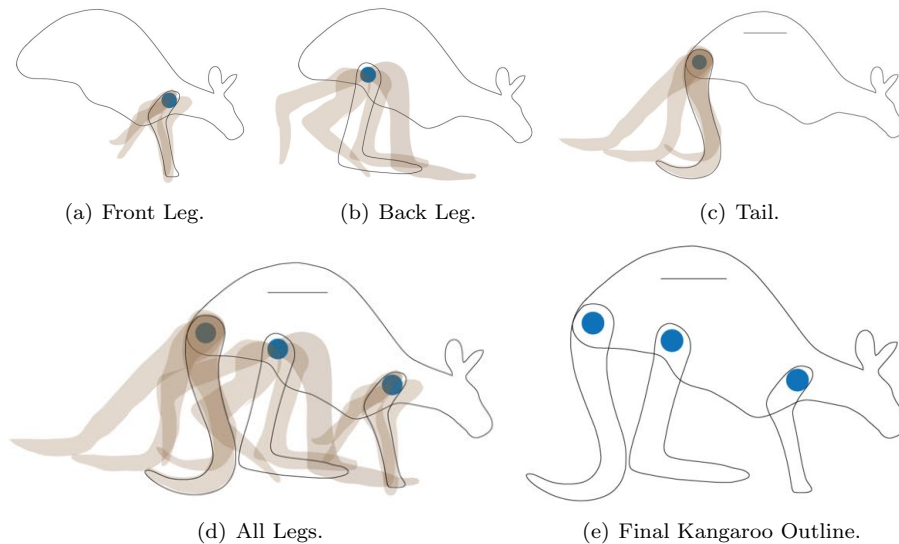 (a) Front Leg.
(b) Back Leg.
(c) Tail.
(d) All Legs.
(e) Final Kangaroo Outline.